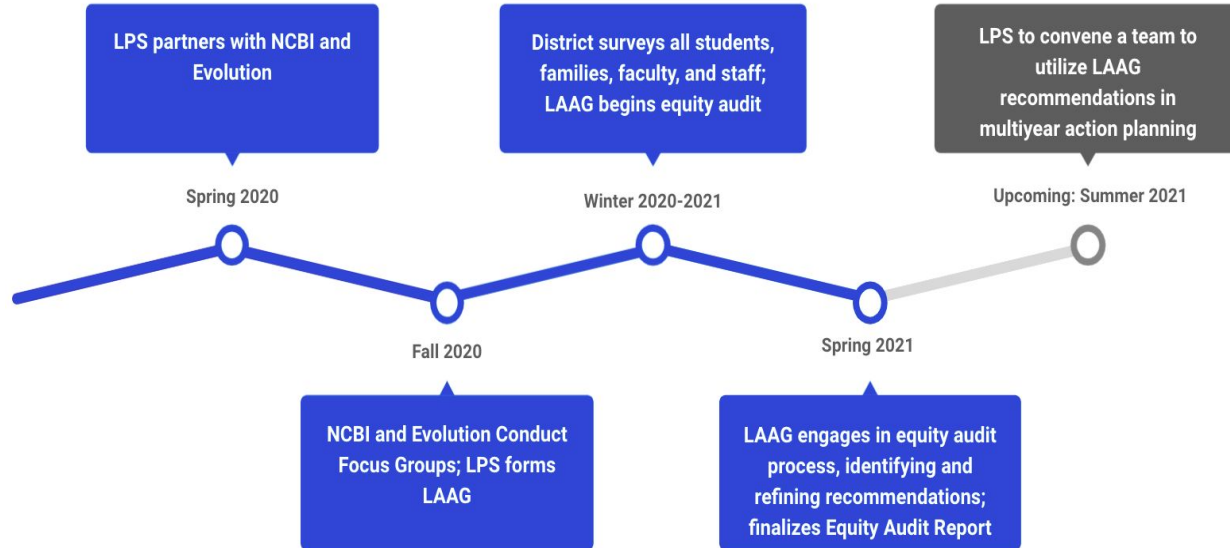 LPS partners with NCBI and
Evolution
Spring 2020
Fall 2020
NCBI and Evolution Conduct
Focus Groups; LPS forms
LAAG
District surveys all students,
families, faculty, and staff;
LAAG begins equity audit
Winter 2020-2021
Spring 2021
LAAG engages in equity audit
process, identifying and
refining recommendations;
finalizes Equity Audit Report
LPS to convene a team to
utilize LAAG
recommendations in
multiyear action planning
Upcoming: Summer 2021